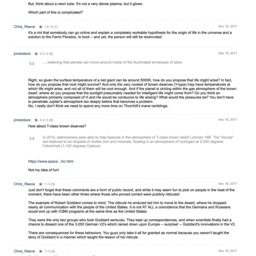 But, think about a neon tube. It's not a very dense plasma, but it glows.
Which part of this is complicated?
Chris_Reeve
Nov 19, 2017
It's a riot that somebody can go online and explain a completely workable hypothesis for the origin of life in the universe and a
solution to the Fermi Paradox, to boot -- and yet, the person will still be downvoted.
jonesdave
Nov 19, 2017
.... believing that planets can move around inside of the illuminated envelopes of stars.
Right, so given the surface temperature of a red giant can be around 5000K, how do you propose that life might arise? In fact,
how do you propose that rock might survive? And the only way around this is for brown dwarves (Y-type) may have temperatures at
which life might arise, and not all of them will be cool enough. And if the planet is circling within the gas atmosphere of the brown
dwarf, where do you propose that the sunlight presumably needed for intelligent life might come from? Do you think an
atmosphere primarily composed of H and He would be conducive to life arising? What would the pressures be? You don't have
to penetrate Jupiter's atmosphere too deeply before that becomes a problem.
No, I really don't think we need to spend any more time on Thornhill's inane ramblings.
jonesdave
Nov 19, 2017
How about T-class brown dwarves?
In 2014, astronomers were able to map features in the atmosphere of T-class brown dwarf Luhman 16B. The "clouds"
are believed to be droplets of molten iron and minerals, floating in an atmosphere of hydrogen at 2,000 degrees
Fahrenheit (1,100 degrees Celsius).
https://www.space...tts.html
Not my idea of fun!
Chris_Reeve
Nov 19, 2017
Just don't forget that these comments are a form of public record, and while it may seem fun to pick on people in the heat of the
moment, there have been other times where those who proved correct were publicly ridiculed.
The example of Robert Goddard comes to mind. The ridicule he endured led him to move to the desert, where he dropped
nearly all communication with the people of the United States. It is not AT ALL a coincidence that the Germans and Russians
would end up with ICBM programs at the same time as the United States.
They were the only two groups who took Goddard seriously. They kept up correspondences, and when scientists finally had a
chance to dissect one of the 3,000 German V2's which rained down upon Europe -- surprise! -- Goddard's innovations in the V2.
There are consequences for these behaviors. You guys only take it all for granted as normal because you weren't taught the
story of Goddard in a manner which taught the lesson of his ridicule.
Chris_Reeve
Nov 19, 2017